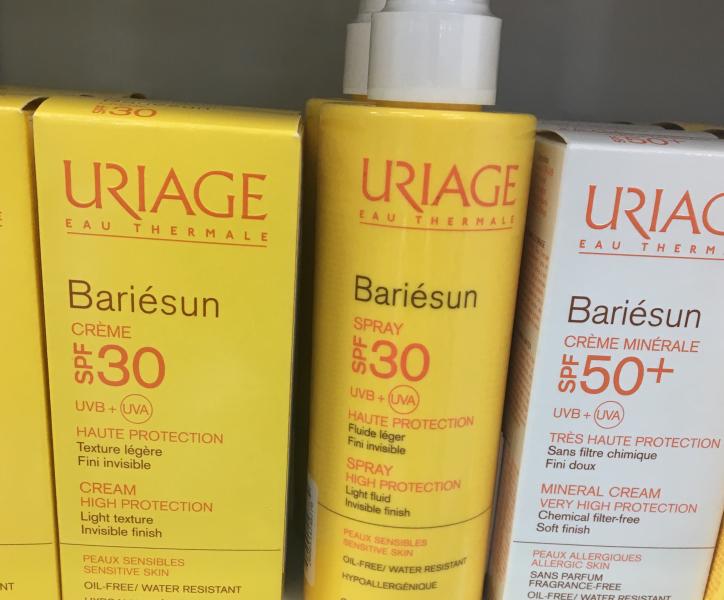 SPF 30
URIAGE
EAU THERMALE
Bariésun
CRÈME
SPF 30
UVB + UVA
HAUTE PROTECTION
Texture légère
Fini invisible
CREAM
HIGH PROTECTION
Light texture
Invisible finish
PEAUX SENSIBLES
SENSITIVE SKIN
OIL-FREE/ WATER RESISTANT
URIAGE
EAU THERMALE
Bariésun
SPRAY
SPF 30
UVB + UVA
HAUTE PROTECTION
Fluide léger
Fini invisible
SPRAY
HIGH PROTECTION
Light fluid
Invisible finish
PEAUX SENSIBLES
SENSITIVE SKIN
OIL-FREE/ WATER RESISTANT
HYPOALLERGÉNIQUE
SPF 50+
URIAG
EAU THERM
Bariésun
CRÈME MINÉRALE
SPF 50+
UVB + UVA
TRÈS HAUTE PROTECTION
Sans filtre chimique
Fini doux
MINERAL CREAM
VERY HIGH PROTECTION
Chemical filter-free
Soft finish
PEAUX ALLERGIQUES
ALLERGIC SKIN
SANS PARFUM
FRAGRANCE-FREE
OIL-FREE/ WATER RESISTANT